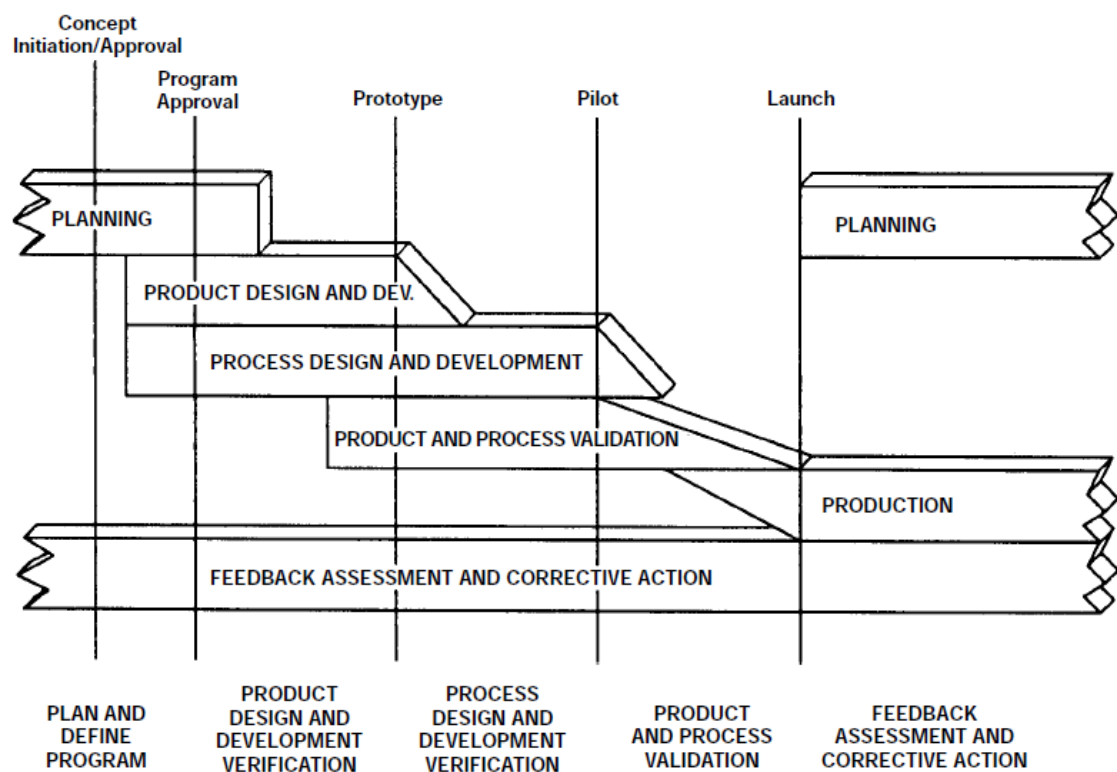 Concept
Initiation/Approval
Program
Approval
Prototype
Pilot
Launch
PLANNING
PLANNING
PRODUCT DESIGN AND DEV.
PROCESS DESIGN AND DEVELOPMENT
PRODUCT AND PROCESS VALIDATION
PRODUCTION
FEEDBACK ASSESSMENT AND CORRECTIVE ACTION
PLAN AND
DEFINE
PROGRAM
PRODUCT
DESIGN AND
DEVELOPMENT
VERIFICATION
PROCESS
DESIGN AND
DEVELOPMENT
VERIFICATION
PRODUCT
AND PROCESS
VALIDATION
FEEDBACK
ASSESSMENT AND
CORRECTIVE ACTION